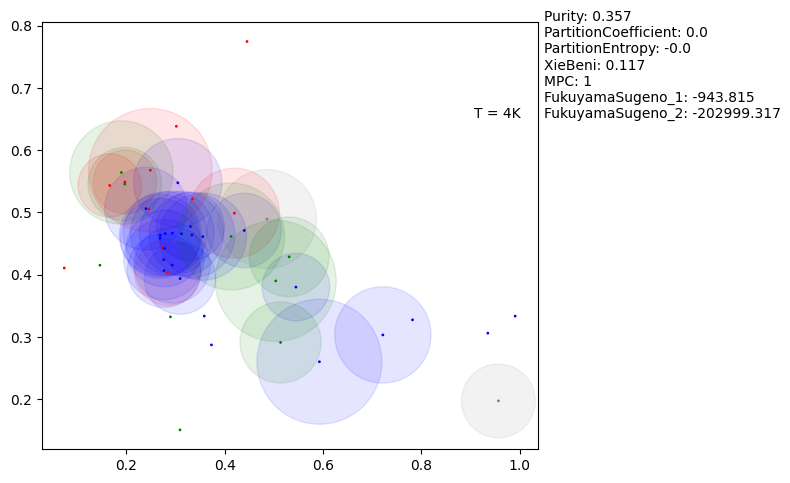 Purity: 0.357
PartitionCoefficient: 0.0
PartitionEntropy: -0.0
XieBeni: 0.117
MPC: 1
FukuyamaSugeno_1: -943.815
FukuyamaSugeno_2: -202999.317
T = 4K
0.8
0.7
0.6
0.5
0.4
0.3
0.2
0.2 0.4 0.6 0.8 1.0